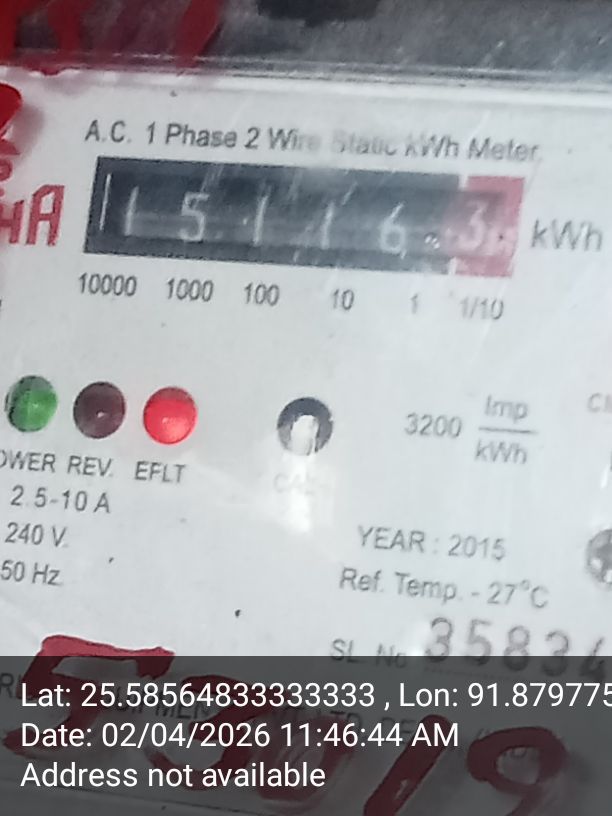 A.C. 1 Phase 2 Wire Static kWh Meter
HA
15116.3 kWh
10000 1000 100 10 1 1/10
3200 Imp/kWh
REV. EFLT
CAL
2.5-10 A
240 V.
50 Hz
YEAR : 2015
Ref. Temp. - 27°C
SL. No 35834
Lat: 25.58564833333333 , Lon: 91.879775
Date: 02/04/2026 11:46:44 AM
Address not available